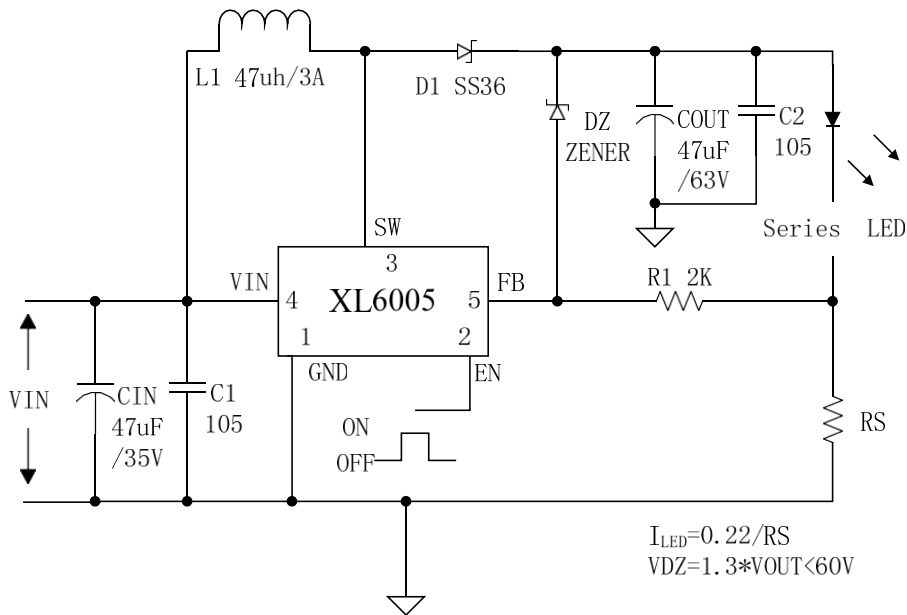 L1 47uh/3A
D1 SS36
DZ
ZENER
COUT
47uF
/63V
C2
105
Series LED
SW
3
VIN
4
XL6005
5
FB
R1 2K
1
2
GND
EN
VIN
CIN
47uF
/35V
C1
105
ON
OFF
RS
ILED=0.22/RS
VDZ=1.3*VOUT<60V